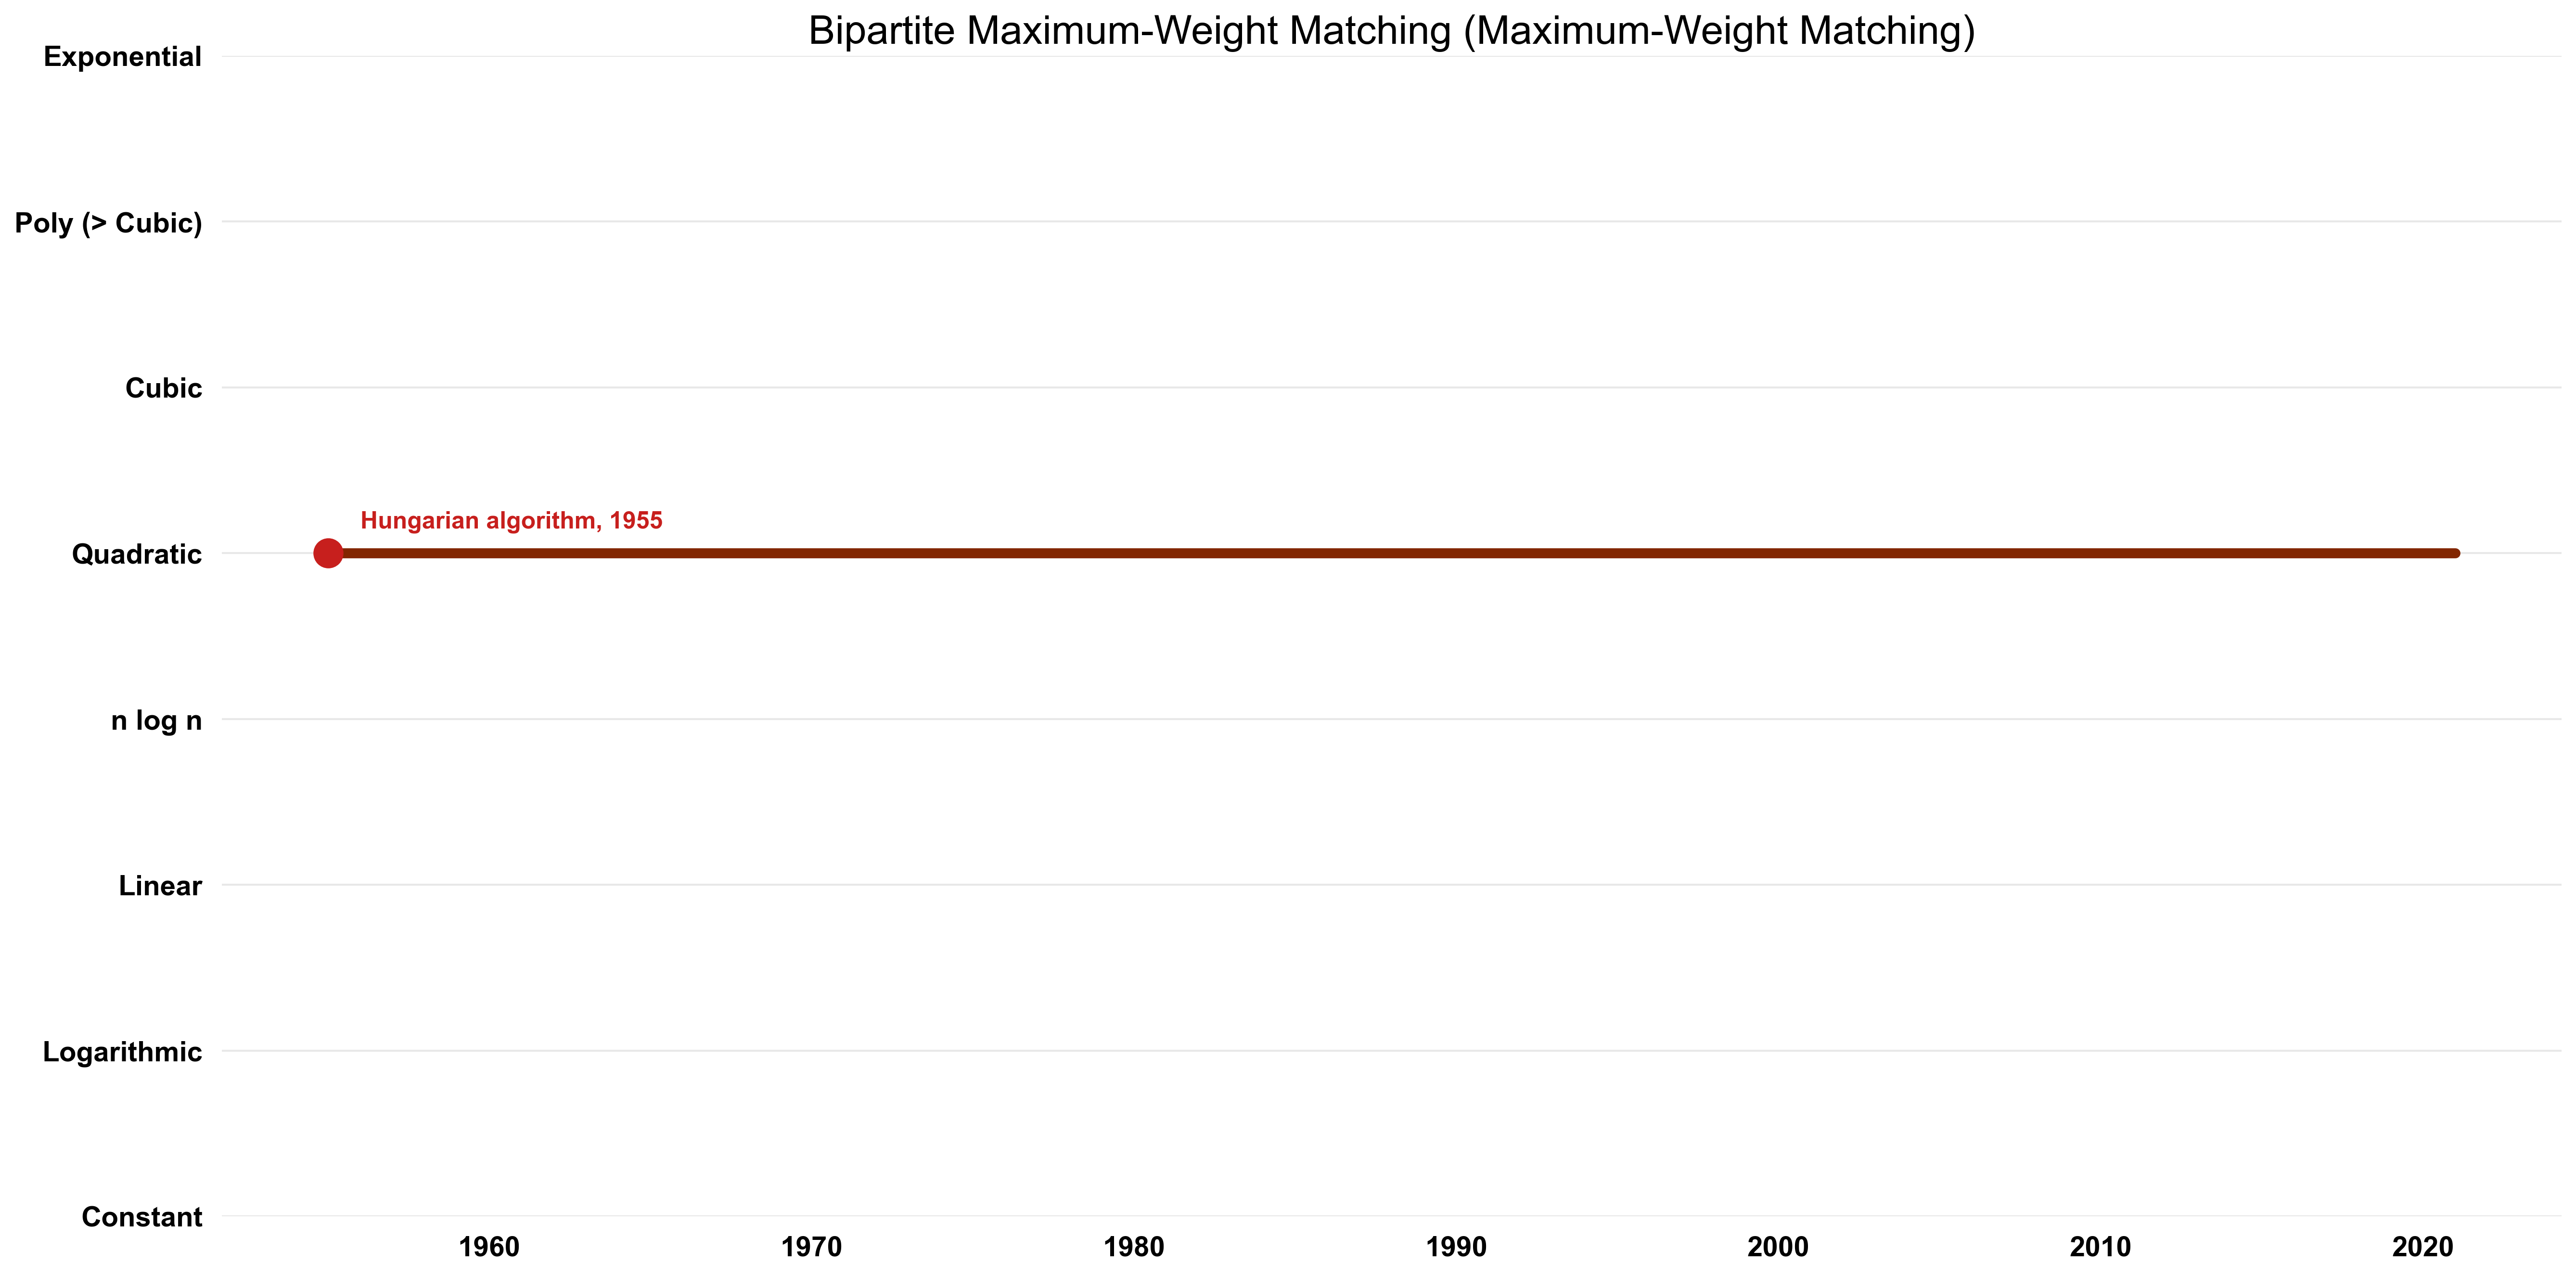 Bipartite Maximum-Weight Matching (Maximum-Weight Matching)
Exponential
Poly (> Cubic)
Cubic
Hungarian algorithm, 1955
Quadratic
n log n
Linear
Logarithmic
Constant
1960 1970 1980 1990 2000 2010 2020